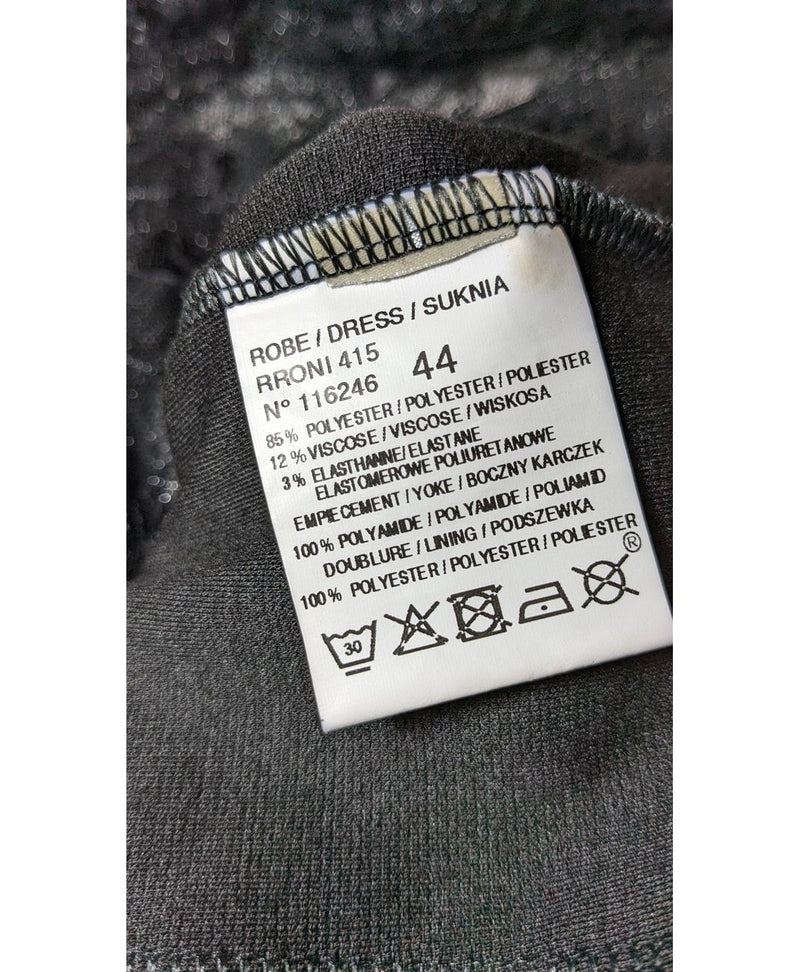 ROBE / DRESS / SUKNIA
RRONI 415
N° 116246 44
85% POLYESTER / POLYESTER / POLIESTER
12% VISCOSE / VISCOSE / WISKOSA
3% ELASTHANNE / ELASTANE
ELASTOMEROWE POLIURETANOWE
EMPIECEMENT / YOKE / BOCZNY KARCZEK
100% POLYAMIDE / POLYAMIDE / POLIAMID
DOUBLURE / LINING / PODSZEWKA
100% POLYESTER / POLYESTER / POLIESTER
®
30